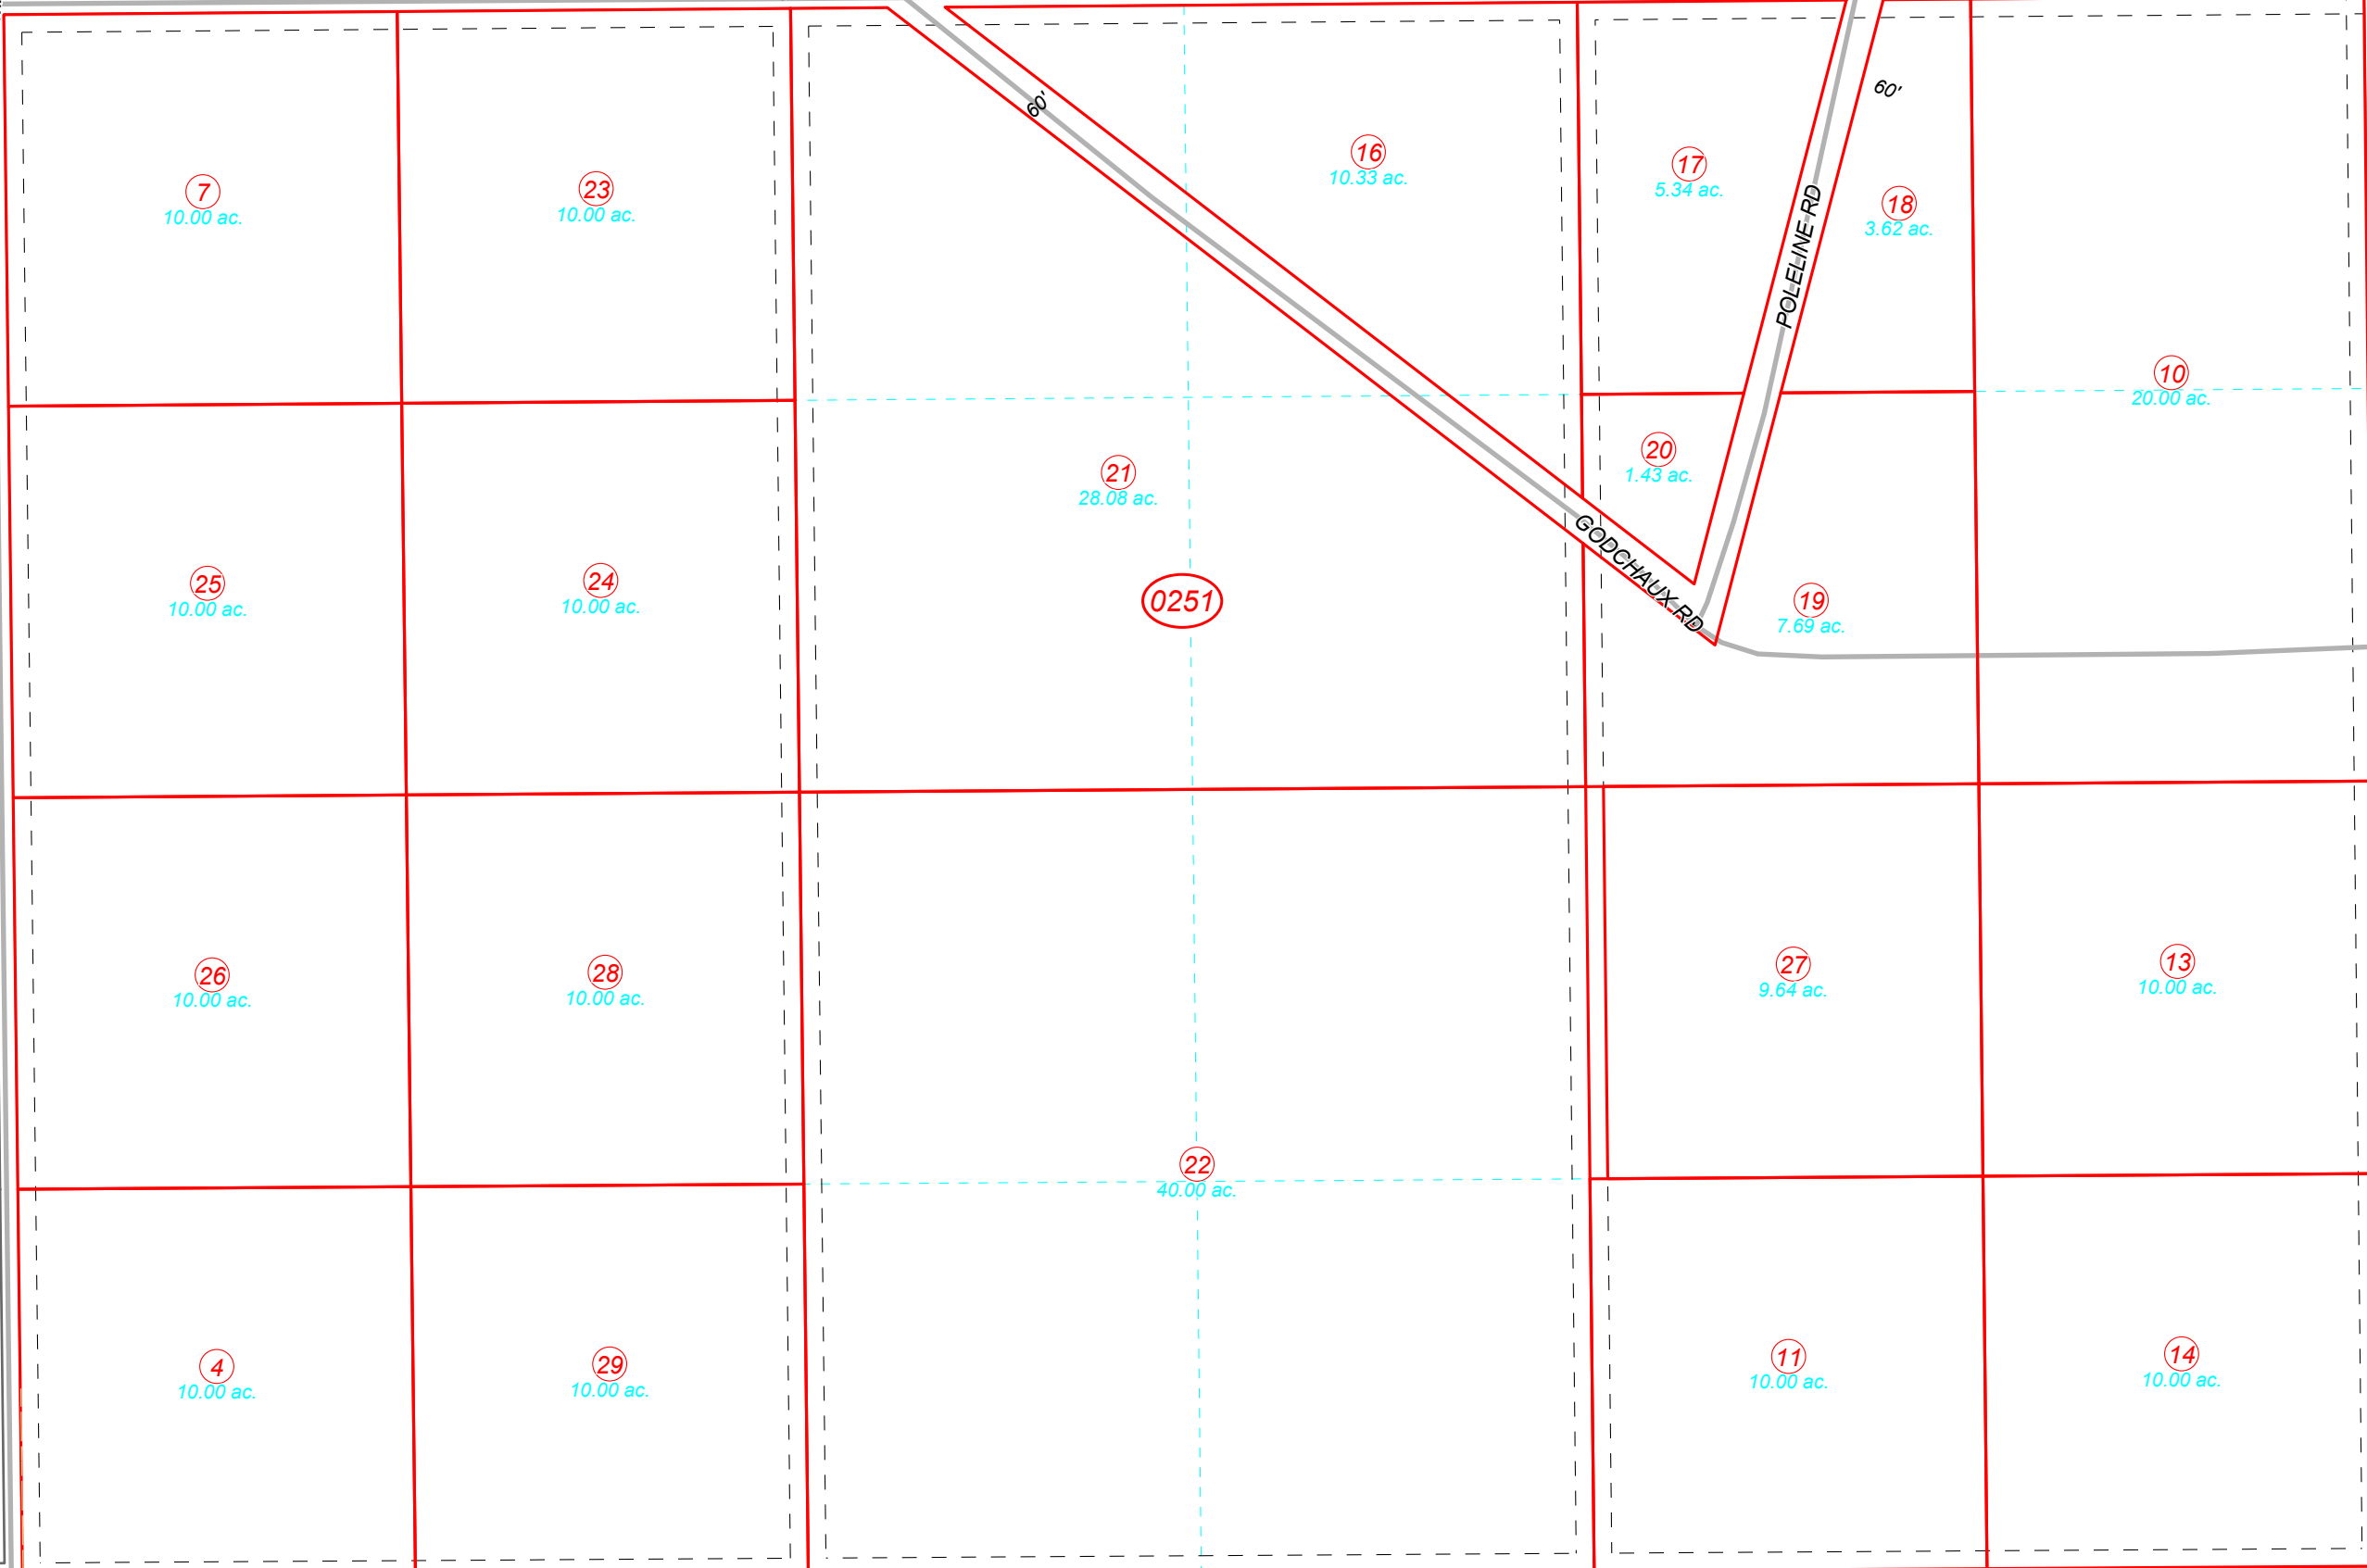 60'
60'
16
10.33 ac.
17
5.34 ac.
7
10.00 ac.
23
10.00 ac.
18
3.62 ac.
POLELINE RD
10
20.00 ac.
20
1.43 ac.
21
28.08 ac.
GODCHAUX RD
25
10.00 ac.
24
10.00 ac.
0251
19
7.69 ac.
26
10.00 ac.
28
10.00 ac.
27
9.64 ac.
13
10.00 ac.
22
40.00 ac.
4
10.00 ac.
29
10.00 ac.
11
10.00 ac.
14
10.00 ac.